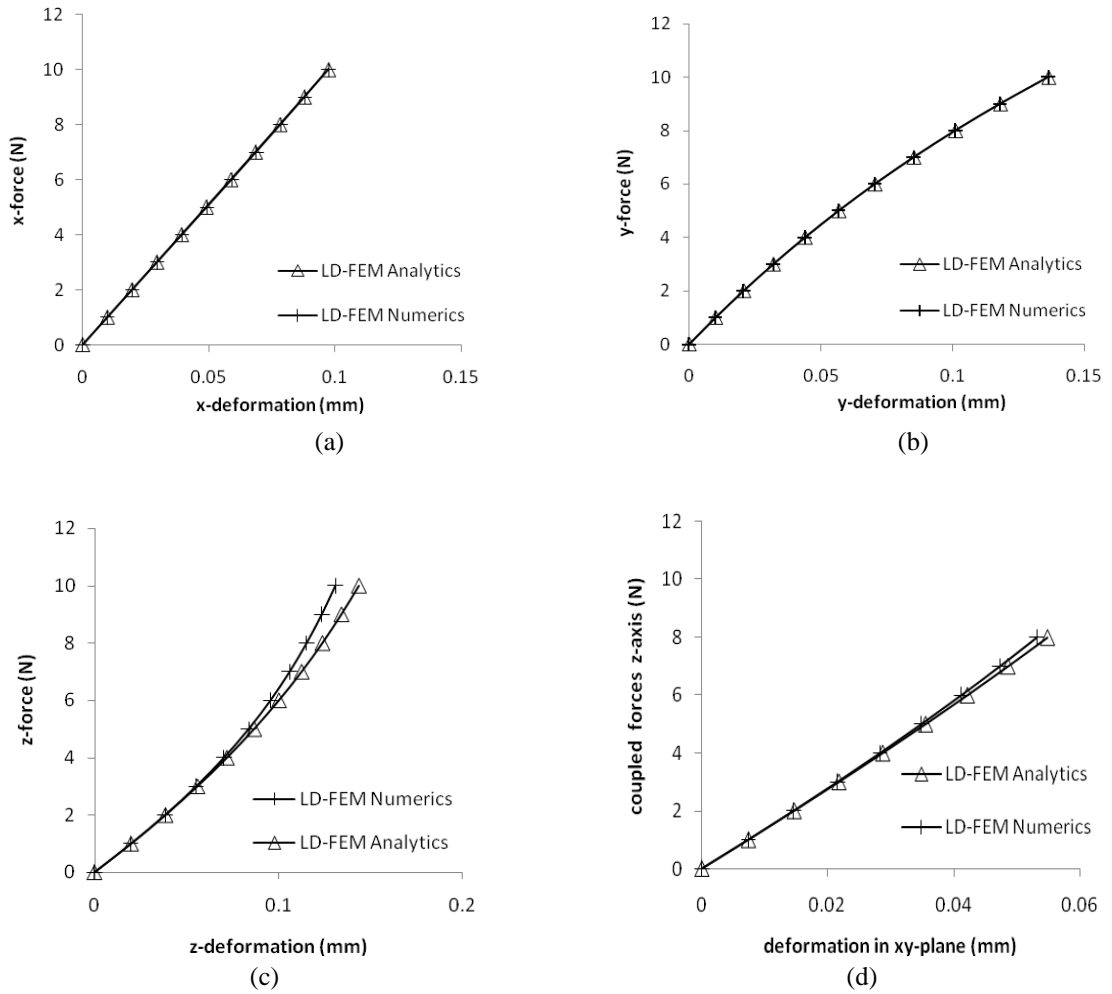 12
10
8
6
4
2
0
x-force (N)
LD-FEM Analytics
LD-FEM Numerics
0
0.05
0.1
0.15
x-deformation (mm)
(a)
12
10
8
6
4
2
0
y-force (N)
LD-FEM Analytics
LD-FEM Numerics
0
0.05
0.1
0.15
y-deformation (mm)
(b)
12
10
8
6
4
2
0
z-force (N)
LD-FEM Numerics
LD-FEM Analytics
0
0.1
0.2
z-deformation (mm)
(c)
12
10
8
6
4
2
0
coupled forces z-axis (N)
LD-FEM Analytics
LD-FEM Numerics
0
0.02
0.04
0.06
deformation in xy-plane (mm)
(d)